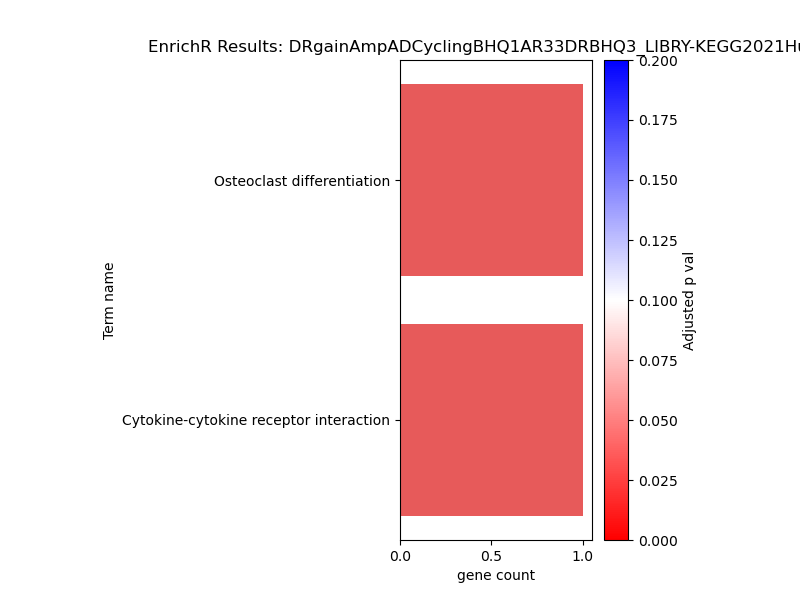 EnrichR Results: DRgainAmpADCyclingBHQ1AR33DRBHQ3_LIBRY-KEGG2021Hu
Osteoclast differentiation
Cytokine-cytokine receptor interaction
Term name
0.0
0.5
1.0
gene count
0.200
0.175
0.150
0.125
0.100
0.075
0.050
0.025
0.000
Adjusted p val